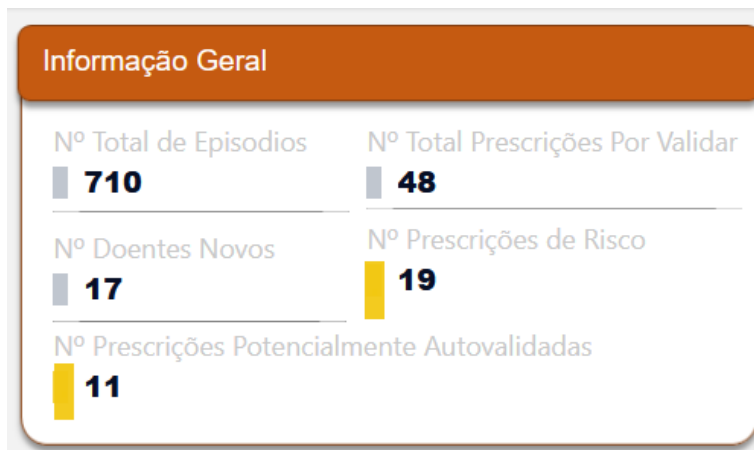 Informação Geral
Nº Total de Episodios
710
Nº Total Prescrições Por Validar
48
Nº Doentes Novos
17
Nº Prescrições de Risco
19
Nº Prescrições Potencialmente Autovalidadas
11